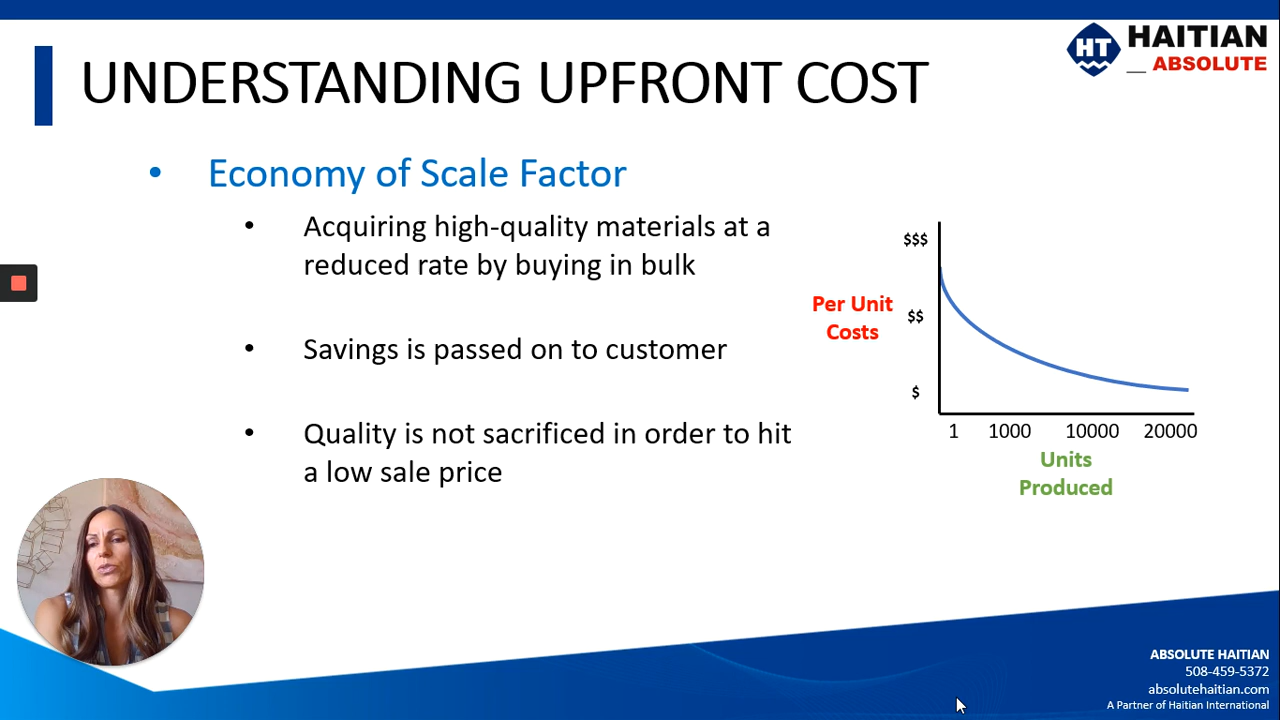 HT
HAITIAN
__ ABSOLUTE
UNDERSTANDING UPFRONT COST
• Economy of Scale Factor
• Acquiring high-quality materials at a
reduced rate by buying in bulk
• Savings is passed on to customer
• Quality is not sacrificed in order to hit
a low sale price
$$$
Per Unit
Costs
$$
$
1 1000 10000 20000
Units
Produced
ABSOLUTE HAITIAN
508-459-5372
absolutehaitian.com
A Partner of Haitian International